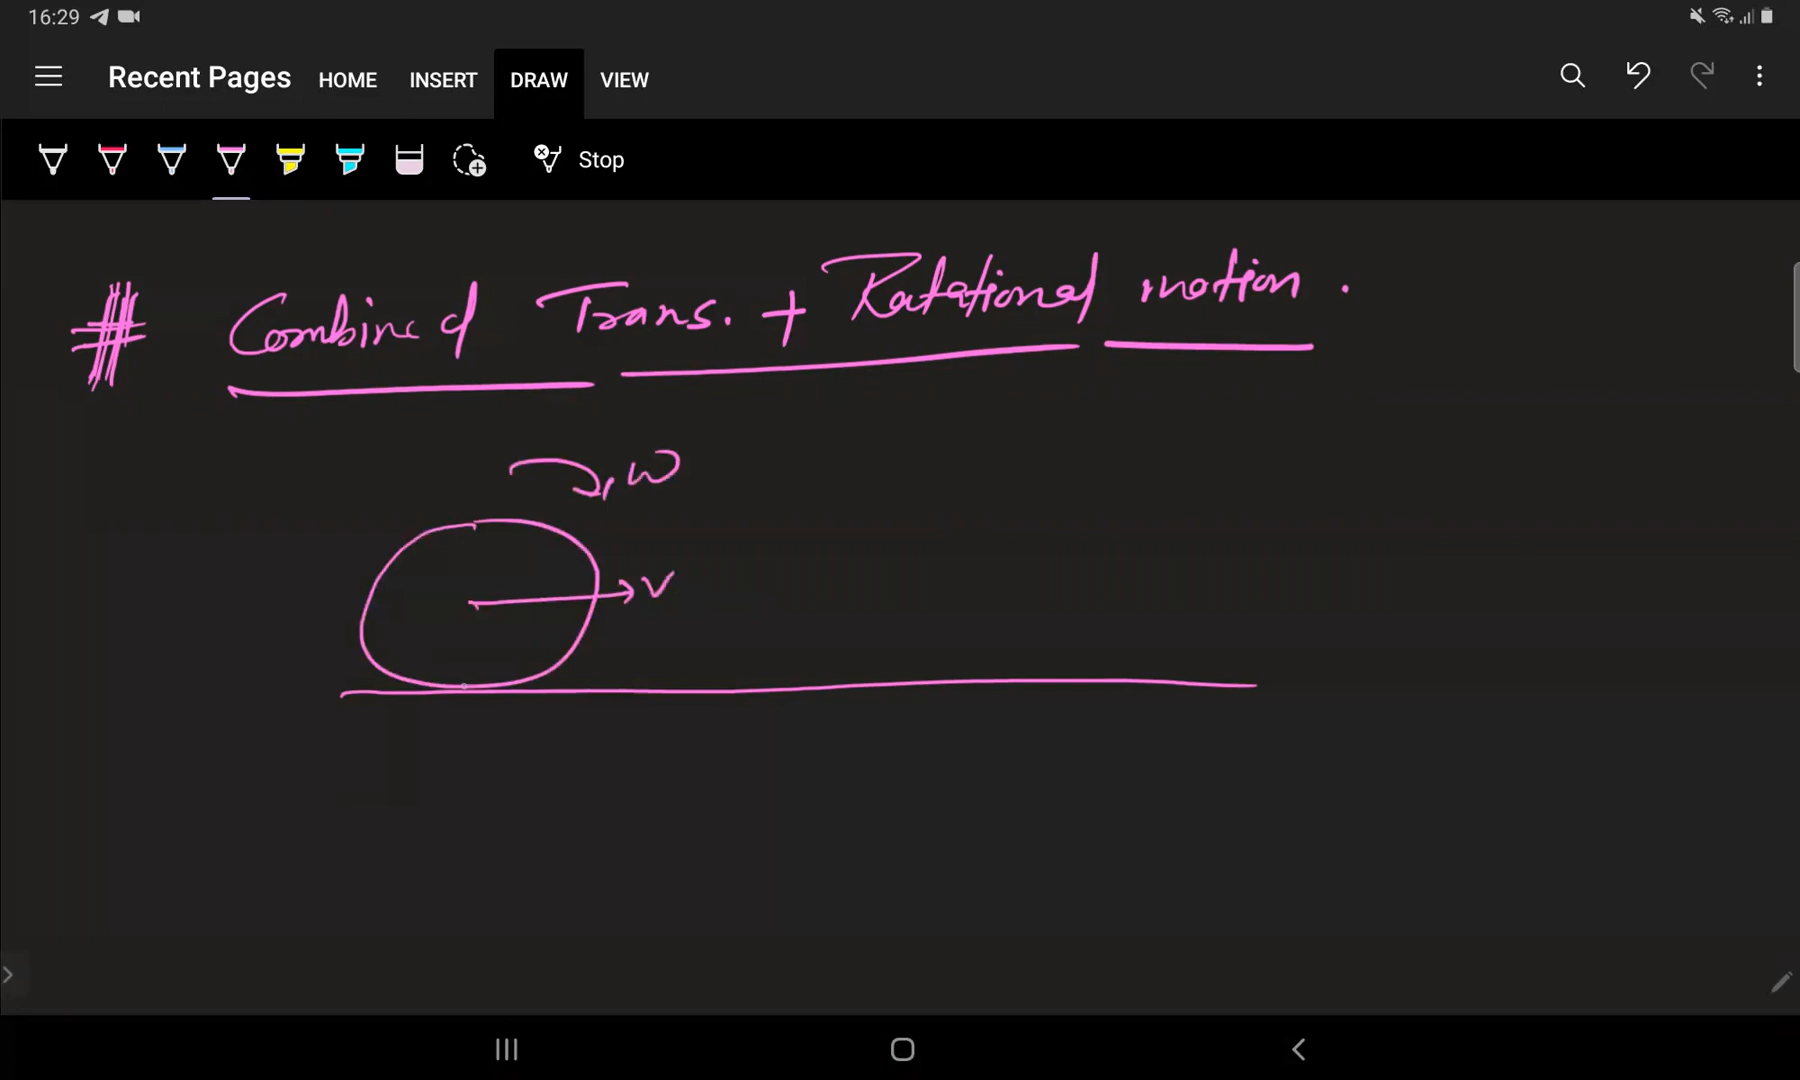 16:29
Recent Pages HOME INSERT DRAW VIEW
Stop
# Combined Trans. + Rotational motion.
ω
v